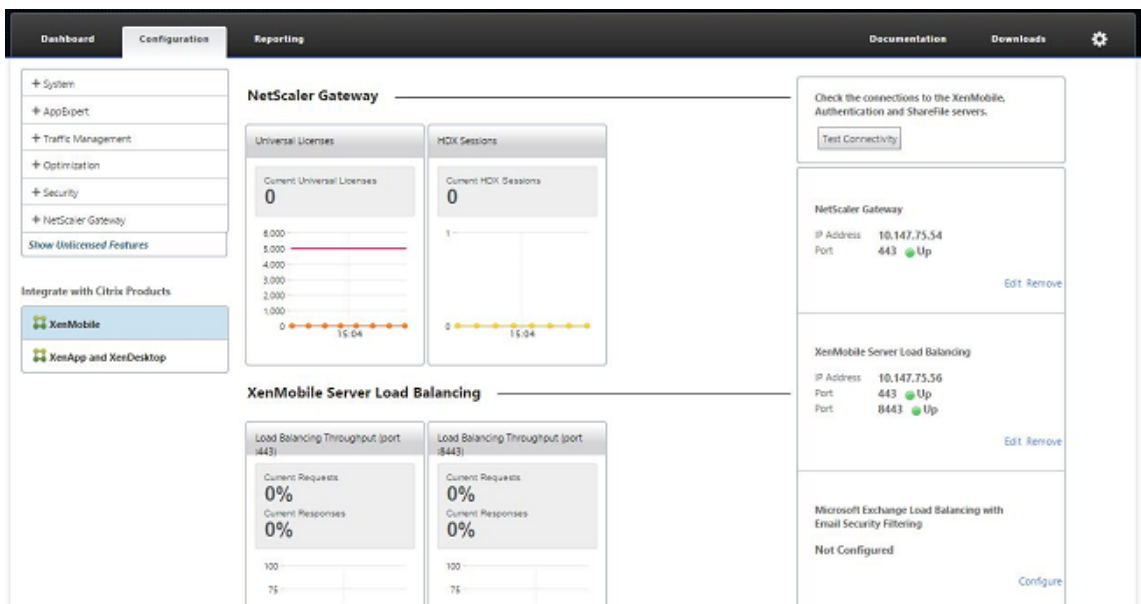 Dashboard
Configuration
Reporting
Documentation
Downloads
+ System
+ AppExpert
+ Traffic Management
+ Optimization
+ Security
+ NetScaler Gateway
Show Unlicensed Features
Integrate with Citrix Products
XenMobile
XenApp and XenDesktop
NetScaler Gateway
Universal Licenses
Current Universal Licenses
0
6,000
5,000
4,000
3,000
2,000
1,000
0
15:04
HDX Sessions
Current HDX Sessions
0
1
0
15:04
XenMobile Server Load Balancing
Load Balancing Throughput (port
:443)
Current Requests
0%
Current Responses
0%
100
75
Load Balancing Throughput (port
:8443)
Current Requests
0%
Current Responses
0%
100
75
Check the connections to the XenMobile,
Authentication and ShareFile servers.
Test Connectivity
NetScaler Gateway
IP Address 10.147.75.54
Port 443 Up
Edit Remove
XenMobile Server Load Balancing
IP Address 10.147.75.56
Port 443 Up
Port 8443 Up
Edit Remove
Microsoft Exchange Load Balancing with
Email Security Filtering
Not Configured
Configure